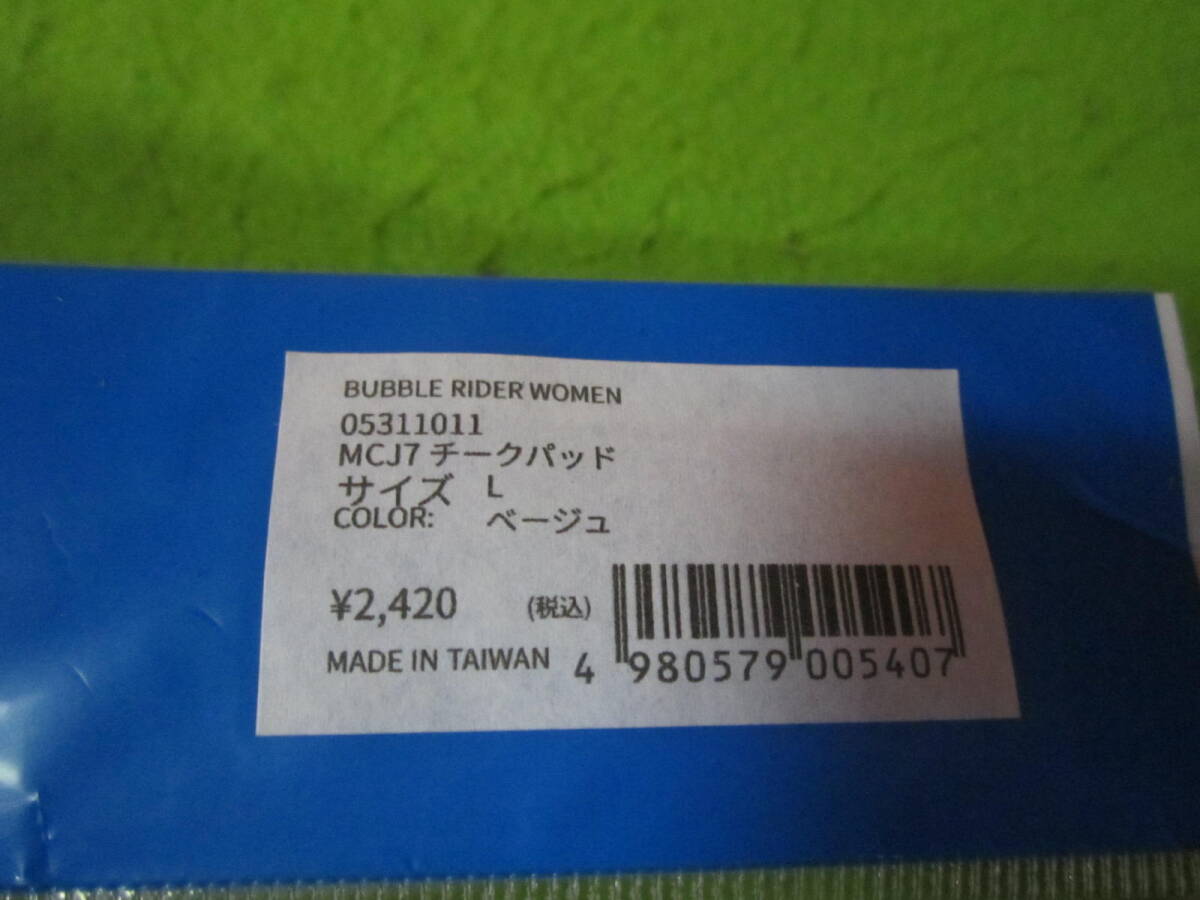 BUBBLE RIDER WOMEN
05311011
MCJ7 チークパッド
サイズ L
COLOR: ベージュ
¥2,420 (税込)
MADE IN TAIWAN 4 980579 005407